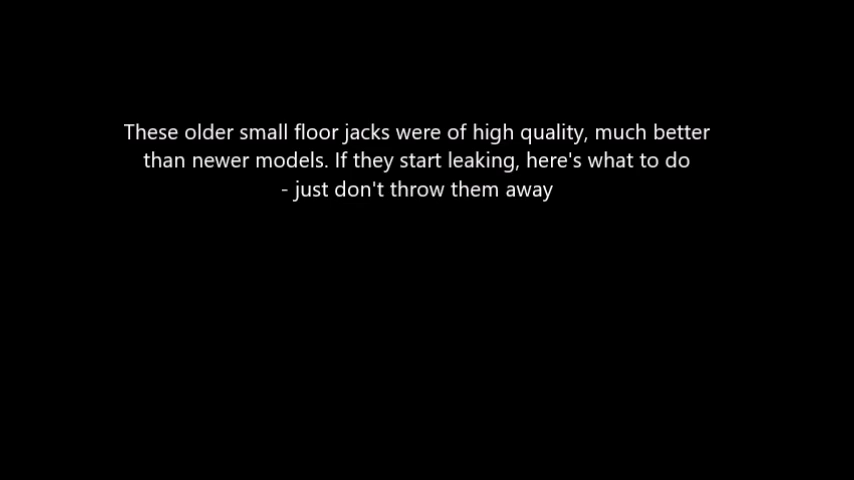 These older small floor jacks were of high quality, much better
than newer models. If they start leaking, here's what to do
- just don't throw them away